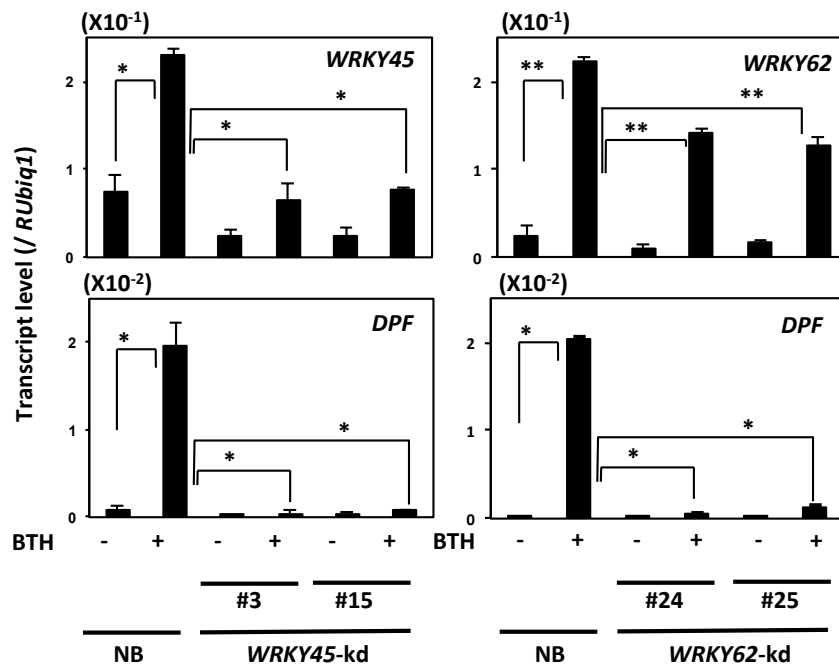 (X10-1)
WRKY45
2
1
0
*
*
*
(X10-1)
WRKY62
2
1
0
**
**
**
Transcript level (/ RUbiq1)
(X10-2)
DPF
2
1
0
*
*
*
(X10-2)
DPF
2
1
0
*
*
*
BTH - + - + - +
BTH - + - + - +
#3 #15
#24 #25
NB WRKY45-kd
NB WRKY62-kd